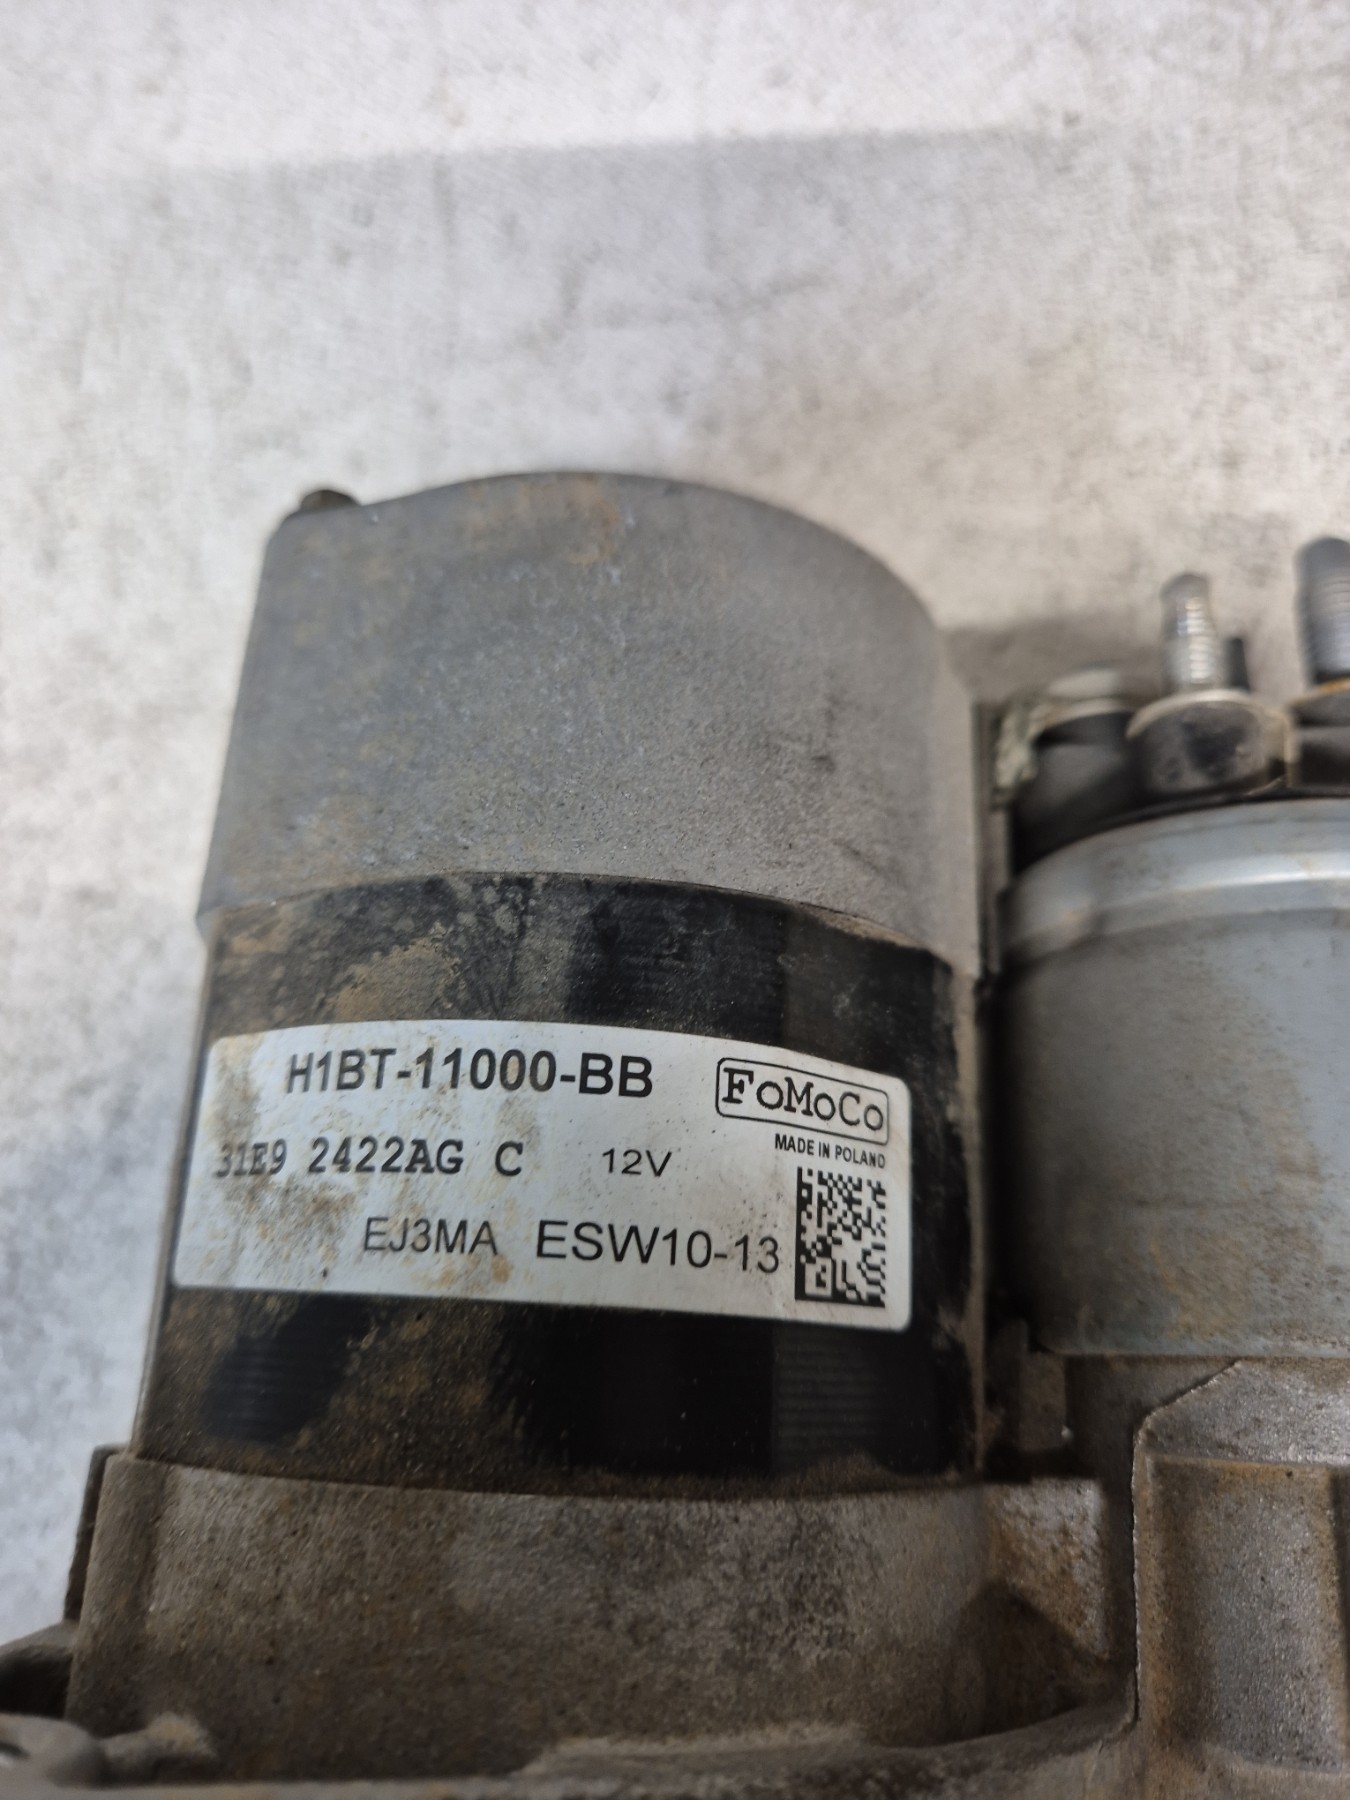 H1BT-11000-BB
FoMoCo
MADE IN POLAND
31E9 2422AG C 12V
EJ3MA ESW10-13